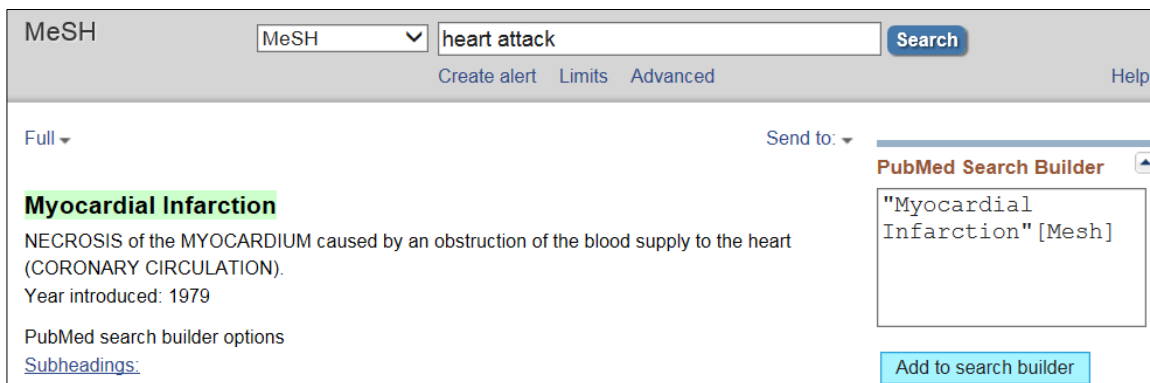 MeSH
MeSH
heart attack
Search
Create alert Limits Advanced
Help
Full
Send to:
PubMed Search Builder
Myocardial Infarction
NECROSIS of the MYOCARDIUM caused by an obstruction of the blood supply to the heart
(CORONARY CIRCULATION).
Year introduced: 1979
PubMed search builder options
Subheadings:
"Myocardial
Infarction"[Mesh]
Add to search builder